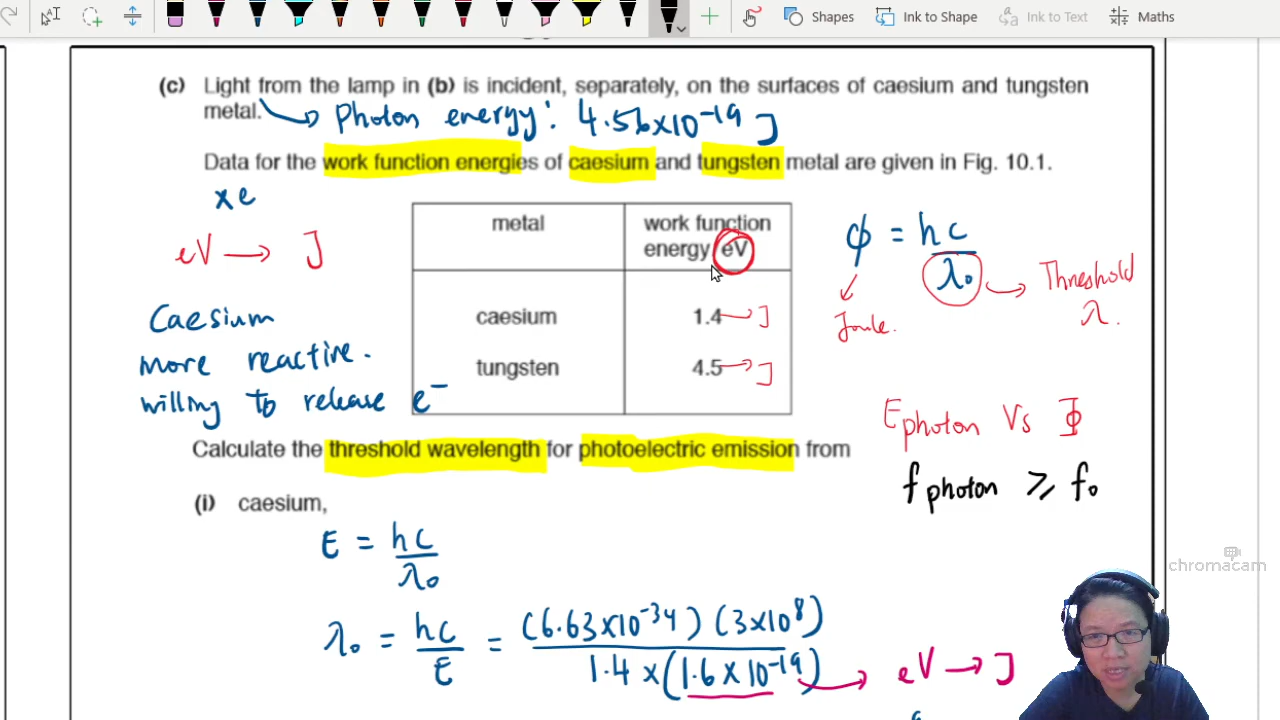 Shapes Ink to Shape Ink to Text Maths
(c) Light from the lamp in (b) is incident, separately, on the surfaces of caesium and tungsten
metal.
Photon energy: 4.56×10⁻¹⁹ J
Data for the work function energies of caesium and tungsten metal are given in Fig. 10.1.
×e
eV → J
metal
work function
energy/eV
caesium 1.4 → J
tungsten 4.5 → J
ϕ = hc/λ₀
Joule.
Threshold
λ.
Caesium
more reactive.
willing to release e⁻
E photon Vs Φ
f photon ⩾ f₀
Calculate the threshold wavelength for photoelectric emission from
(i) caesium,
E = hc/λ₀
λ₀ = hc/E = (6.63×10⁻³⁴)(3×10⁸)/1.4×(1.6×10⁻¹⁹) → eV → J
chromacam